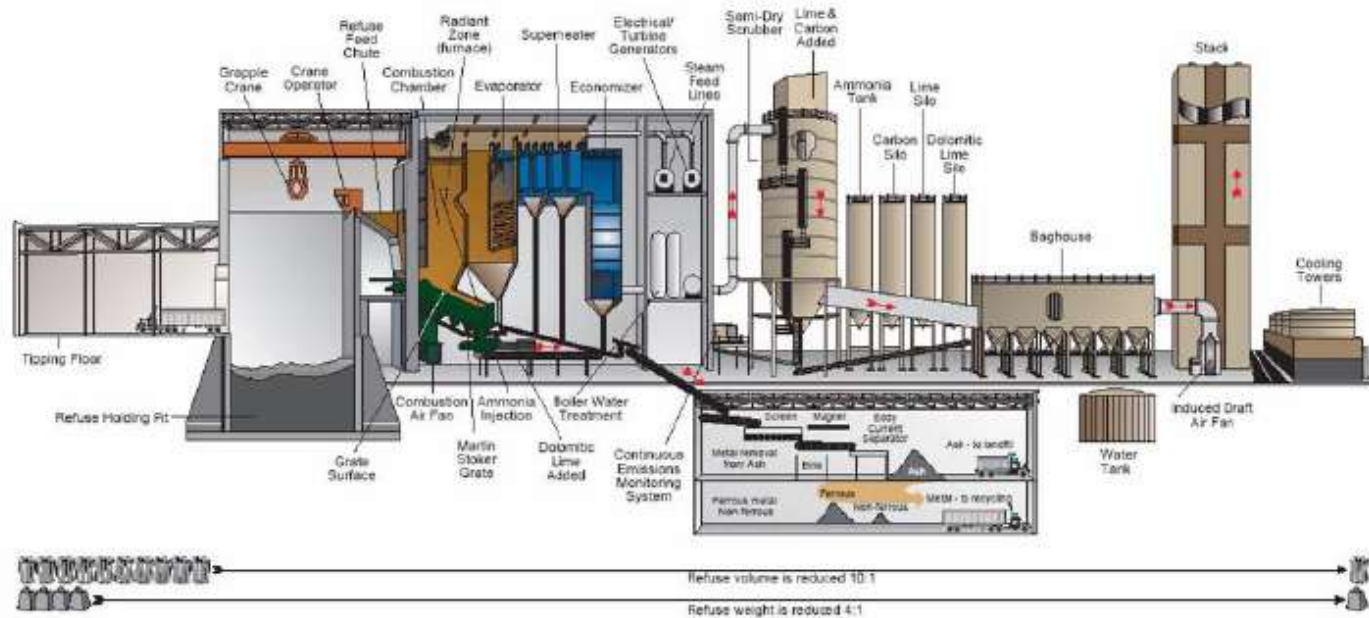 Grapple
Crane
Crane
Operator
Refuse
Feed
Chute
Combustion
Chamber
Radiant
Zone
(furnace)
Evaporator
Superheater
Economizer
Electrical/
Turbine
Generators
Steam
Feed
Lines
Semi-Dry
Scrubber
Lime &
Carbon
Added
Ammonia
Tank
Carbon
Silo
Lime
Silo
Dolomitic
Lime
Silo
Baghouse
Stack
Cooling
Towers
Tipping Floor
Refuse Holding Pit
Grate
Surface
Combustion
Air Fan
Martin
Stoker
Grate
Ammonia
Injection
Dolomitic
Lime
Added
Boiler Water
Treatment
Continuous
Emissions
Monitoring
System
Screen
Magnet
Eddy
Current
Separator
Metal removal
from Ash
Ash
Ash - to landfill
Ferrous metal
Non-ferrous
Ferrous
Non-ferrous
Metal - to recycling
Water
Tank
Induced Draft
Air Fan
Refuse volume is reduced 10:1
Refuse weight is reduced 4:1